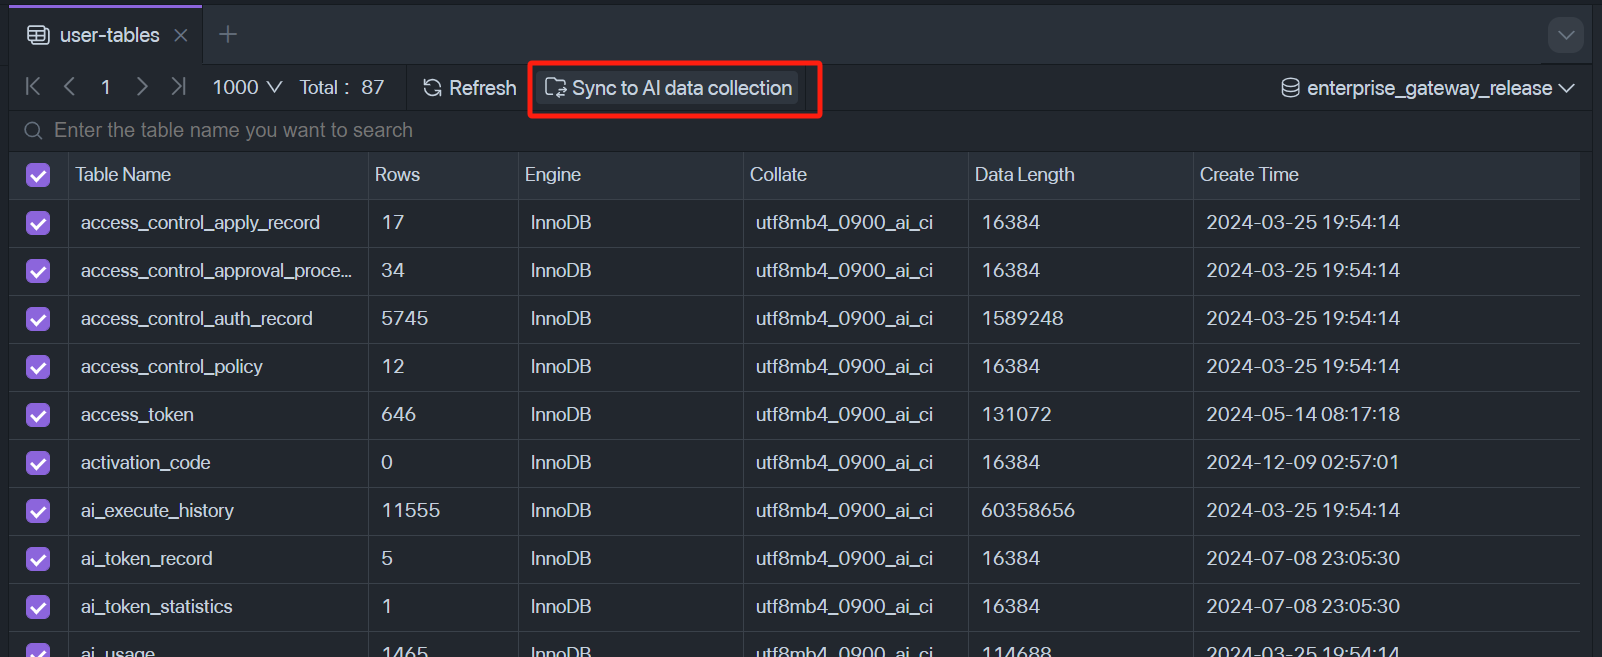 user-tables
1 1000 Total : 87 Refresh Sync to AI data collection enterprise_gateway_release
Enter the table name you want to search
Table Name Rows Engine Collate Data Length Create Time
access_control_apply_record 17 InnoDB utf8mb4_0900_ai_ci 16384 2024-03-25 19:54:14
access_control_approval_proce... 34 InnoDB utf8mb4_0900_ai_ci 16384 2024-03-25 19:54:14
access_control_auth_record 5745 InnoDB utf8mb4_0900_ai_ci 1589248 2024-03-25 19:54:14
access_control_policy 12 InnoDB utf8mb4_0900_ai_ci 16384 2024-03-25 19:54:14
access_token 646 InnoDB utf8mb4_0900_ai_ci 131072 2024-05-14 08:17:18
activation_code 0 InnoDB utf8mb4_0900_ai_ci 16384 2024-12-09 02:57:01
ai_execute_history 11555 InnoDB utf8mb4_0900_ai_ci 60358656 2024-03-25 19:54:14
ai_token_record 5 InnoDB utf8mb4_0900_ai_ci 16384 2024-07-08 23:05:30
ai_token_statistics 1 InnoDB utf8mb4_0900_ai_ci 16384 2024-07-08 23:05:30
ai_usage 1465 InnoDB utf8mb4_0900_ai_ci 114688 2024-03-25 19:54:14